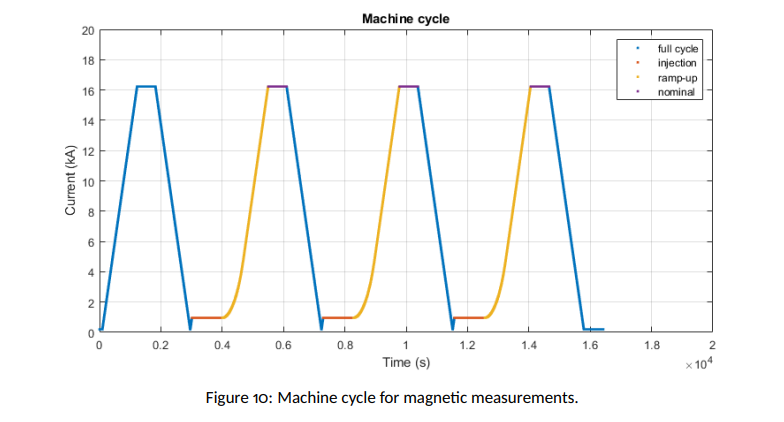 Machine cycle
20
18
16
14
12
10
8
6
4
2
0
Current (kA)
full cycle
injection
ramp-up
nominal
0 0.2 0.4 0.6 0.8 1 1.2 1.4 1.6 1.8 2
Time (s)
×10⁴
Figure 10: Machine cycle for magnetic measurements.